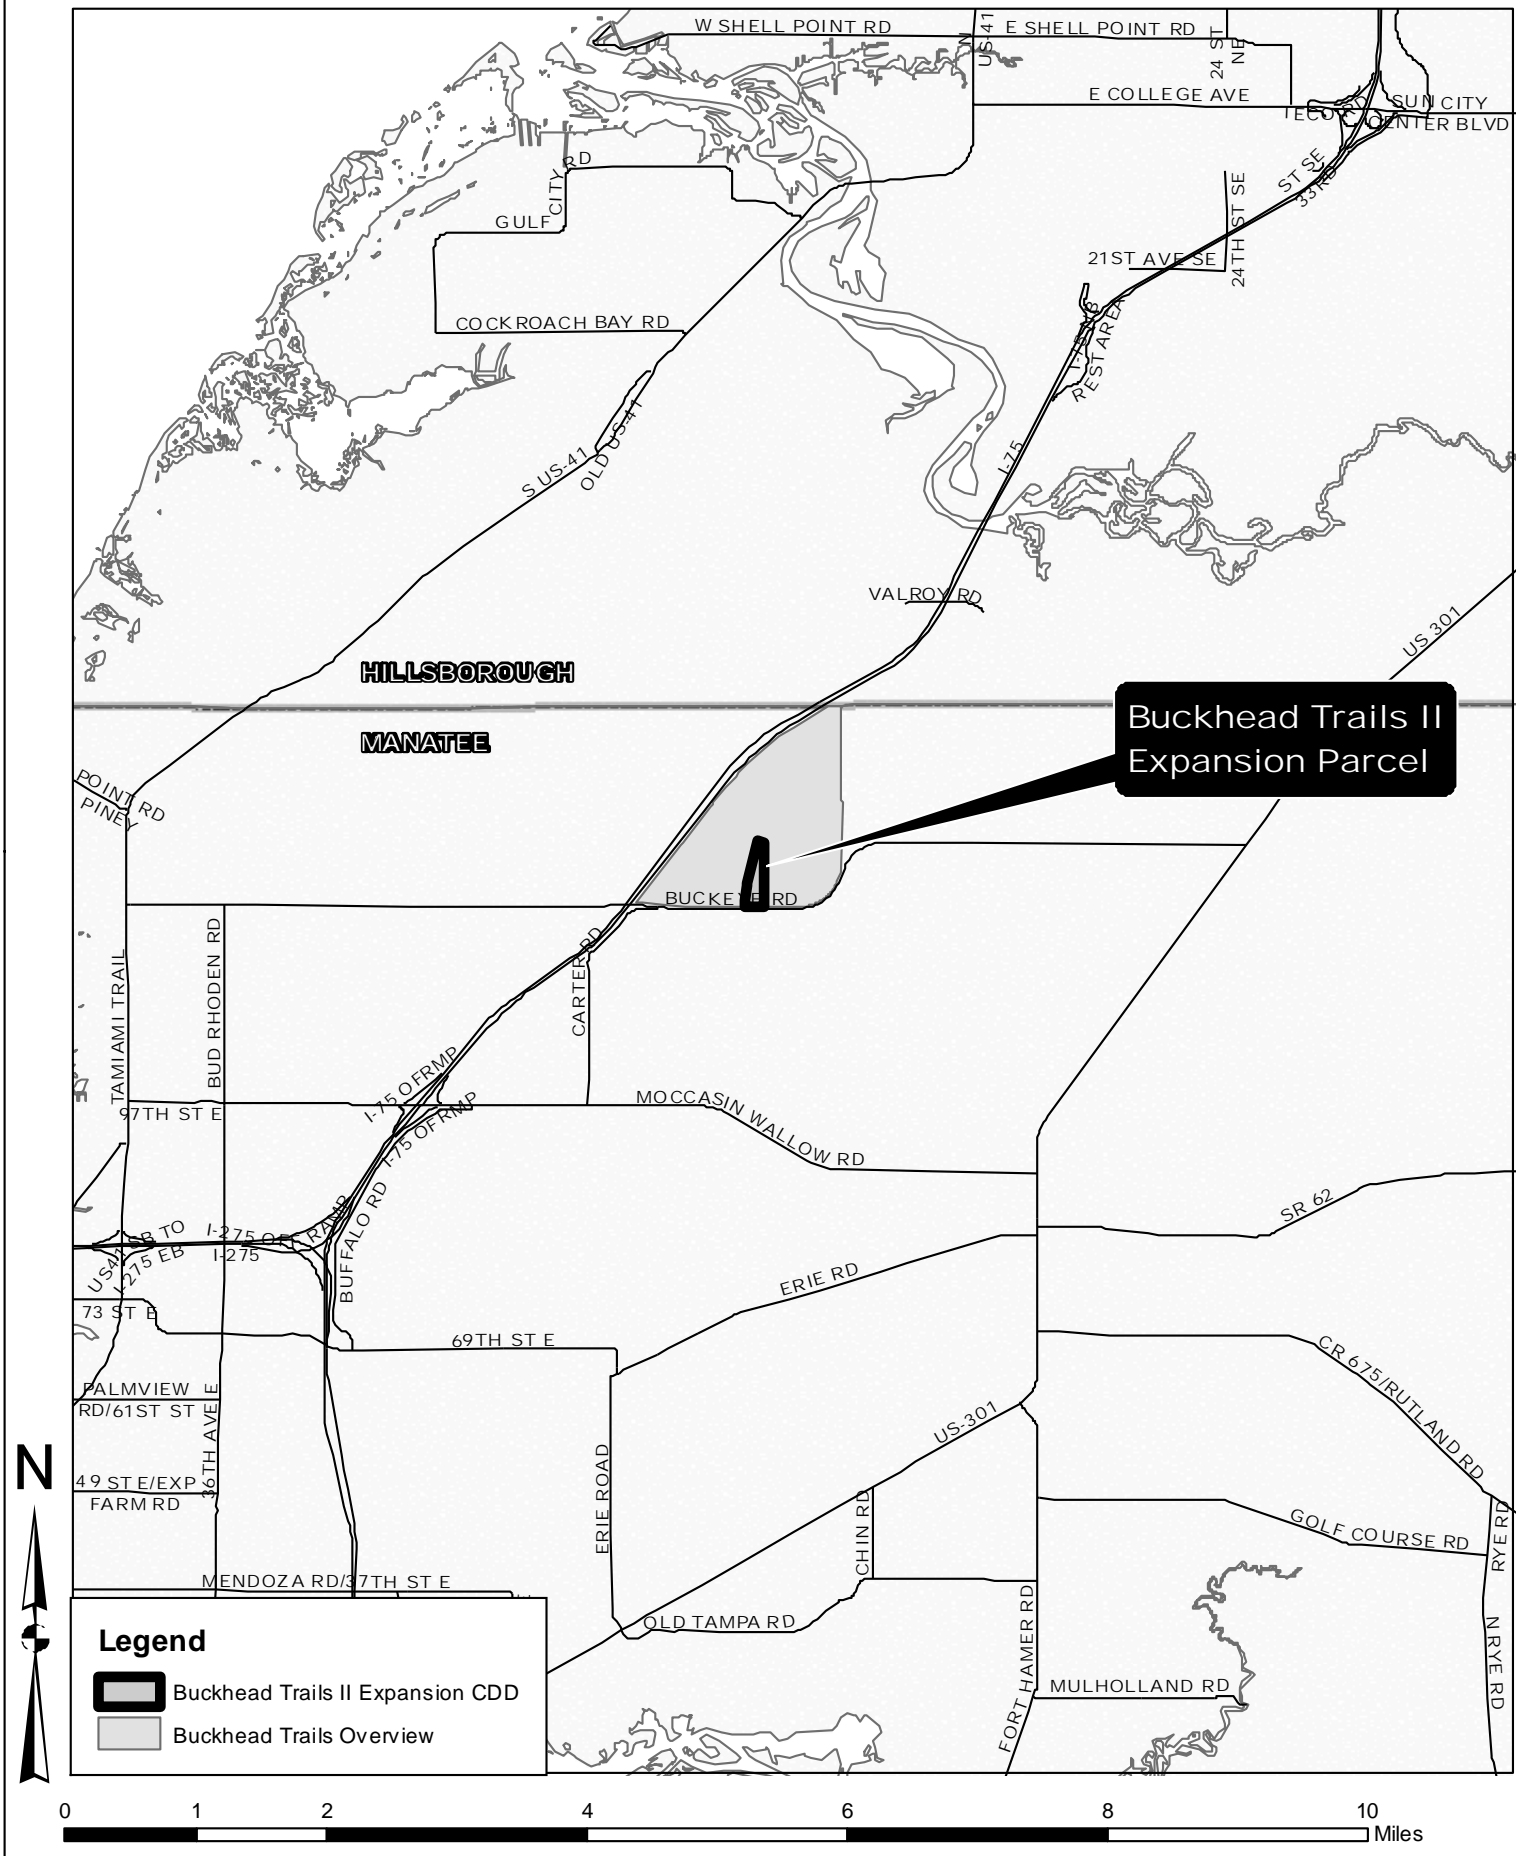 W SHELL POINT RD
N US-41
E SHELL POINT RD
24 ST
NE
E COLLEGE AVE
TECO RD
SUN CITY
CENTER BLVD
GULF
CITY RD
ST SE
33RD
24TH ST SE
21ST AVE SE
COCKROACH BAY RD
REST AREA
S US-41
OLD US-41
I-75
VALROY RD
US 301
HILLSBOROUGH
MANATEE
Buckhead Trails II
Expansion Parcel
POINT RD
PINEY
BUCKEYE RD
TAMIAMI TRAIL
BUD RHODEN RD
CARTER RD
I-75 OFRMP
I-75 OFRMP
97TH ST E
MOCCASIN WALLOW RD
SR 62
US41 SB TO
I-275 EB
I-275 OFF RAMP
I-275
BUFFALO RD
ERIE RD
73 ST E
69TH ST E
CR 675/RUTLAND RD
PALMVIEW
RD/61ST ST E
36TH AVE E
US-301
N
49 ST E/EXP
FARM RD
ERIE ROAD
CHIN RD
GOLF COURSE RD
RYE RD
MENDOZA RD/37TH ST E
OLD TAMPA RD
FORT HAMER RD
N RYE RD
MULHOLLAND RD
Legend
Buckhead Trails II Expansion CDD
Buckhead Trails Overview
0 1 2 4 6 8 10
Miles